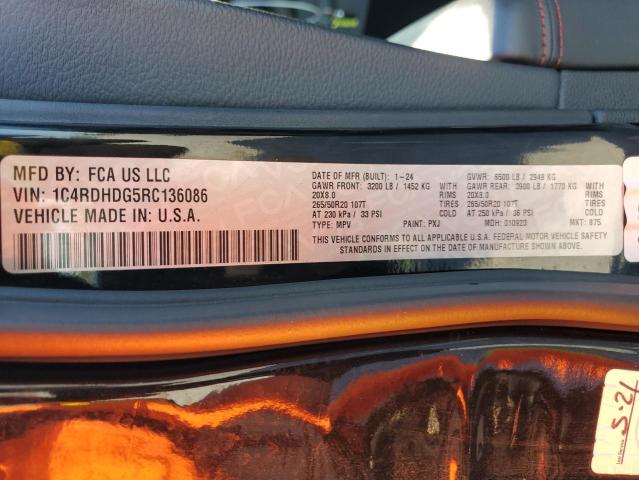 MFD BY: FCA US LLC
VIN: 1C4RDHDG5RC136086
VEHICLE MADE IN: U.S.A.
DATE OF MFR (BUILT): 1-24 GVWR: 6500 LB / 2949 KG
GAWR FRONT: 3200 LB / 1452 KG WITH GAWR REAR: 3900 LB / 1770 KG WITH
20X8.0 RIMS 20X8.0 RIMS
265/50R20 107T TIRES 265/50R20 107T TIRES
AT 230 kPa / 33 PSI AT 250 kPa / 36 PSI
TYPE: MPV PAINT: PXJ MDH: 010923 MKT: 875
THIS VEHICLE CONFORMS TO ALL APPLICABLE U.S.A. FEDERAL MOTOR VEHICLE SAFETY
STANDARDS IN EFFECT ON THE DATE OF MANUFACTURE SHOWN ABOVE.